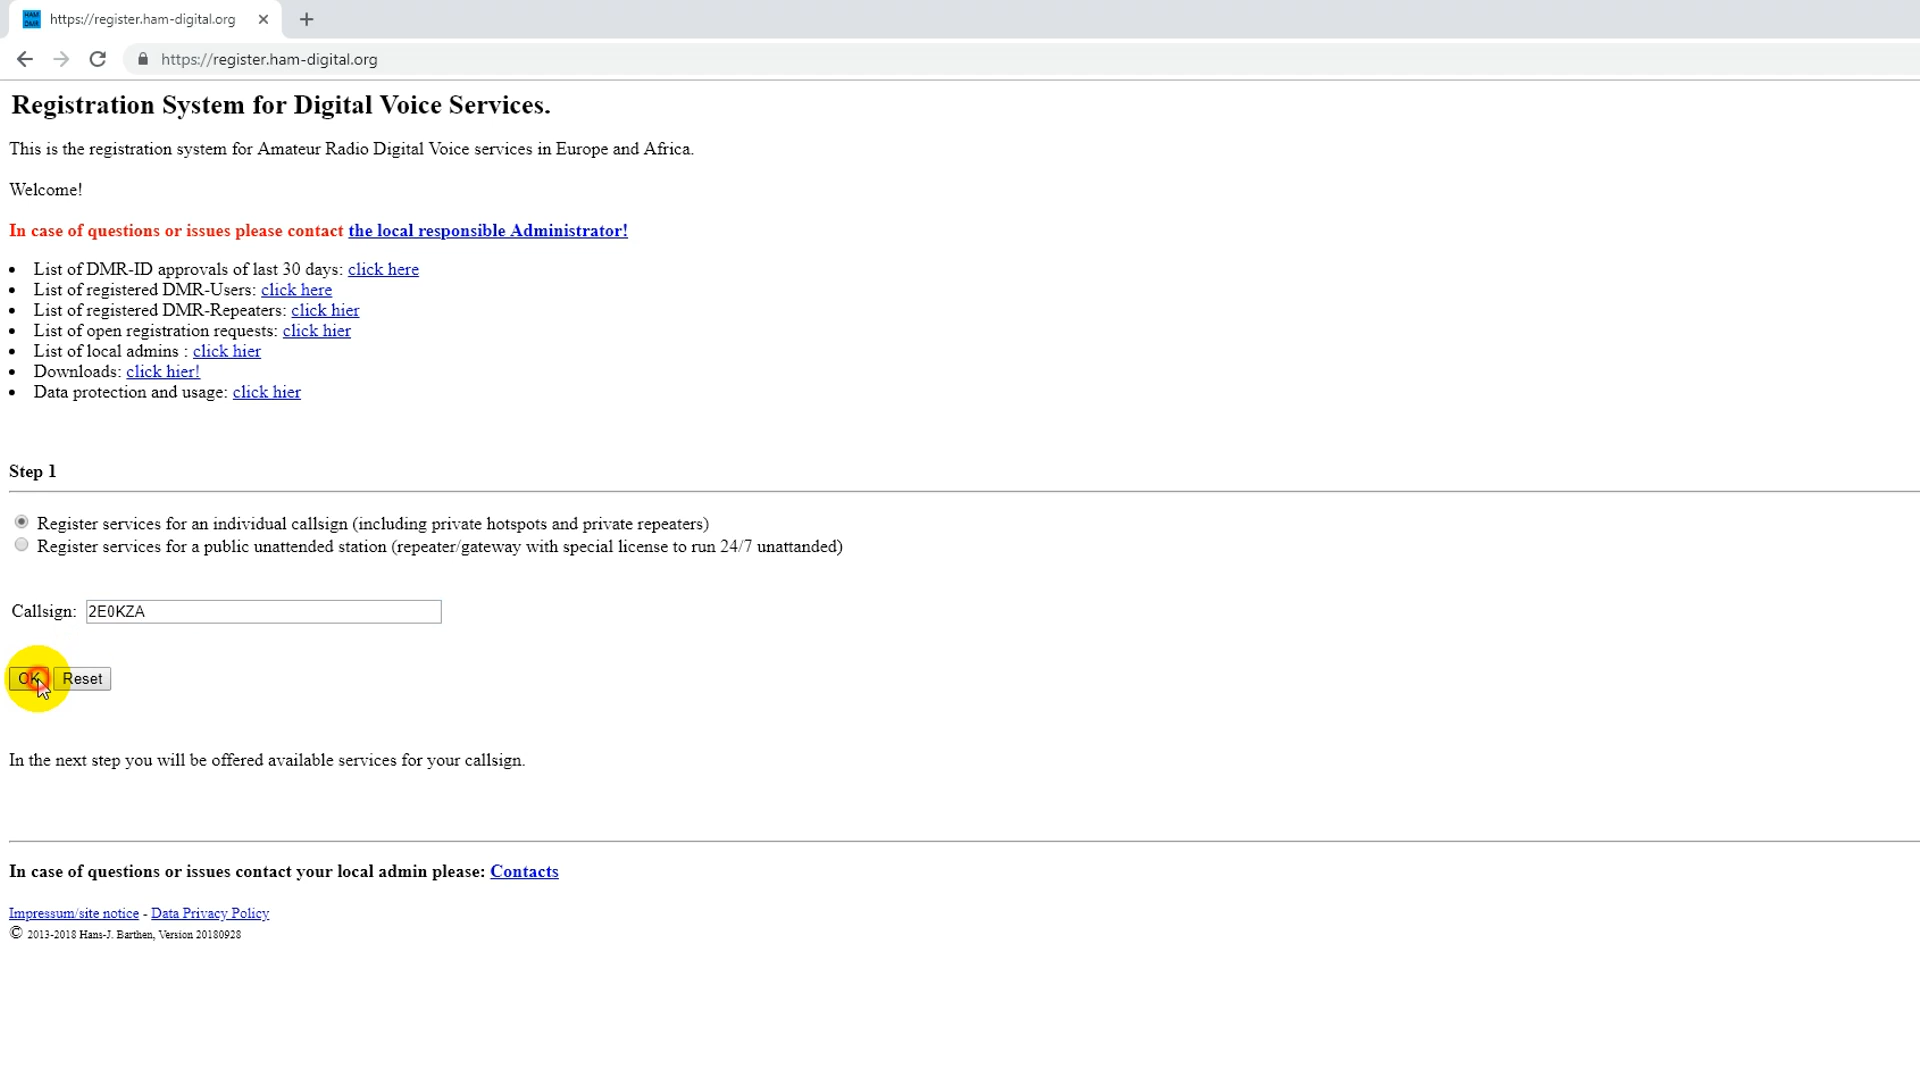 https://register.ham-digital.org
https://register.ham-digital.org
Registration System for Digital Voice Services.
This is the registration system for Amateur Radio Digital Voice services in Europe and Africa.
Welcome!
In case of questions or issues please contact the local responsible Administrator!
• List of DMR-ID approvals of last 30 days: click here
• List of registered DMR-Users: click here
• List of registered DMR-Repeaters: click hier
• List of open registration requests: click hier
• List of local admins : click hier
• Downloads: click hier!
• Data protection and usage: click hier
Step 1
Register services for an individual callsign (including private hotspots and private repeaters)
Register services for a public unattended station (repeater/gateway with special license to run 24/7 unattanded)
Callsign: 2E0KZA
OK Reset
In the next step you will be offered available services for your callsign.
In case of questions or issues contact your local admin please: Contacts
Impressum/site notice - Data Privacy Policy
© 2013-2018 Hans-J. Barthen, Version 20180928